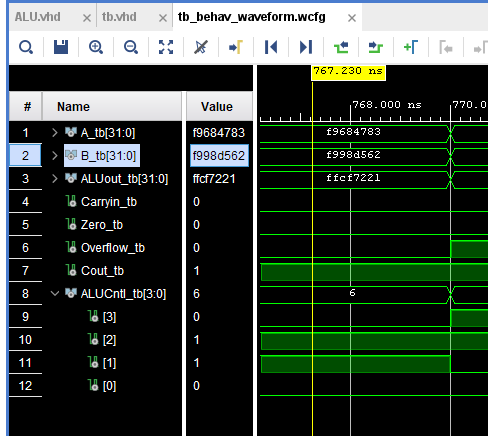 ALU.vhd × tb.vhd × tb_behav_waveform.wcfg ×
767.230 ns
768.000 ns 770.0
# Name Value
1 A_tb[31:0] f9684783 f9684783
2 B_tb[31:0] f998d562 f998d562
3 ALUout_tb[31:0] ffcf7221 ffcf7221
4 Carryin_tb 0
5 Zero_tb 0
6 Overflow_tb 0
7 Cout_tb 1
8 ALUCntl_tb[3:0] 6 6
9 [3] 0
10 [2] 1
11 [1] 1
12 [0] 0